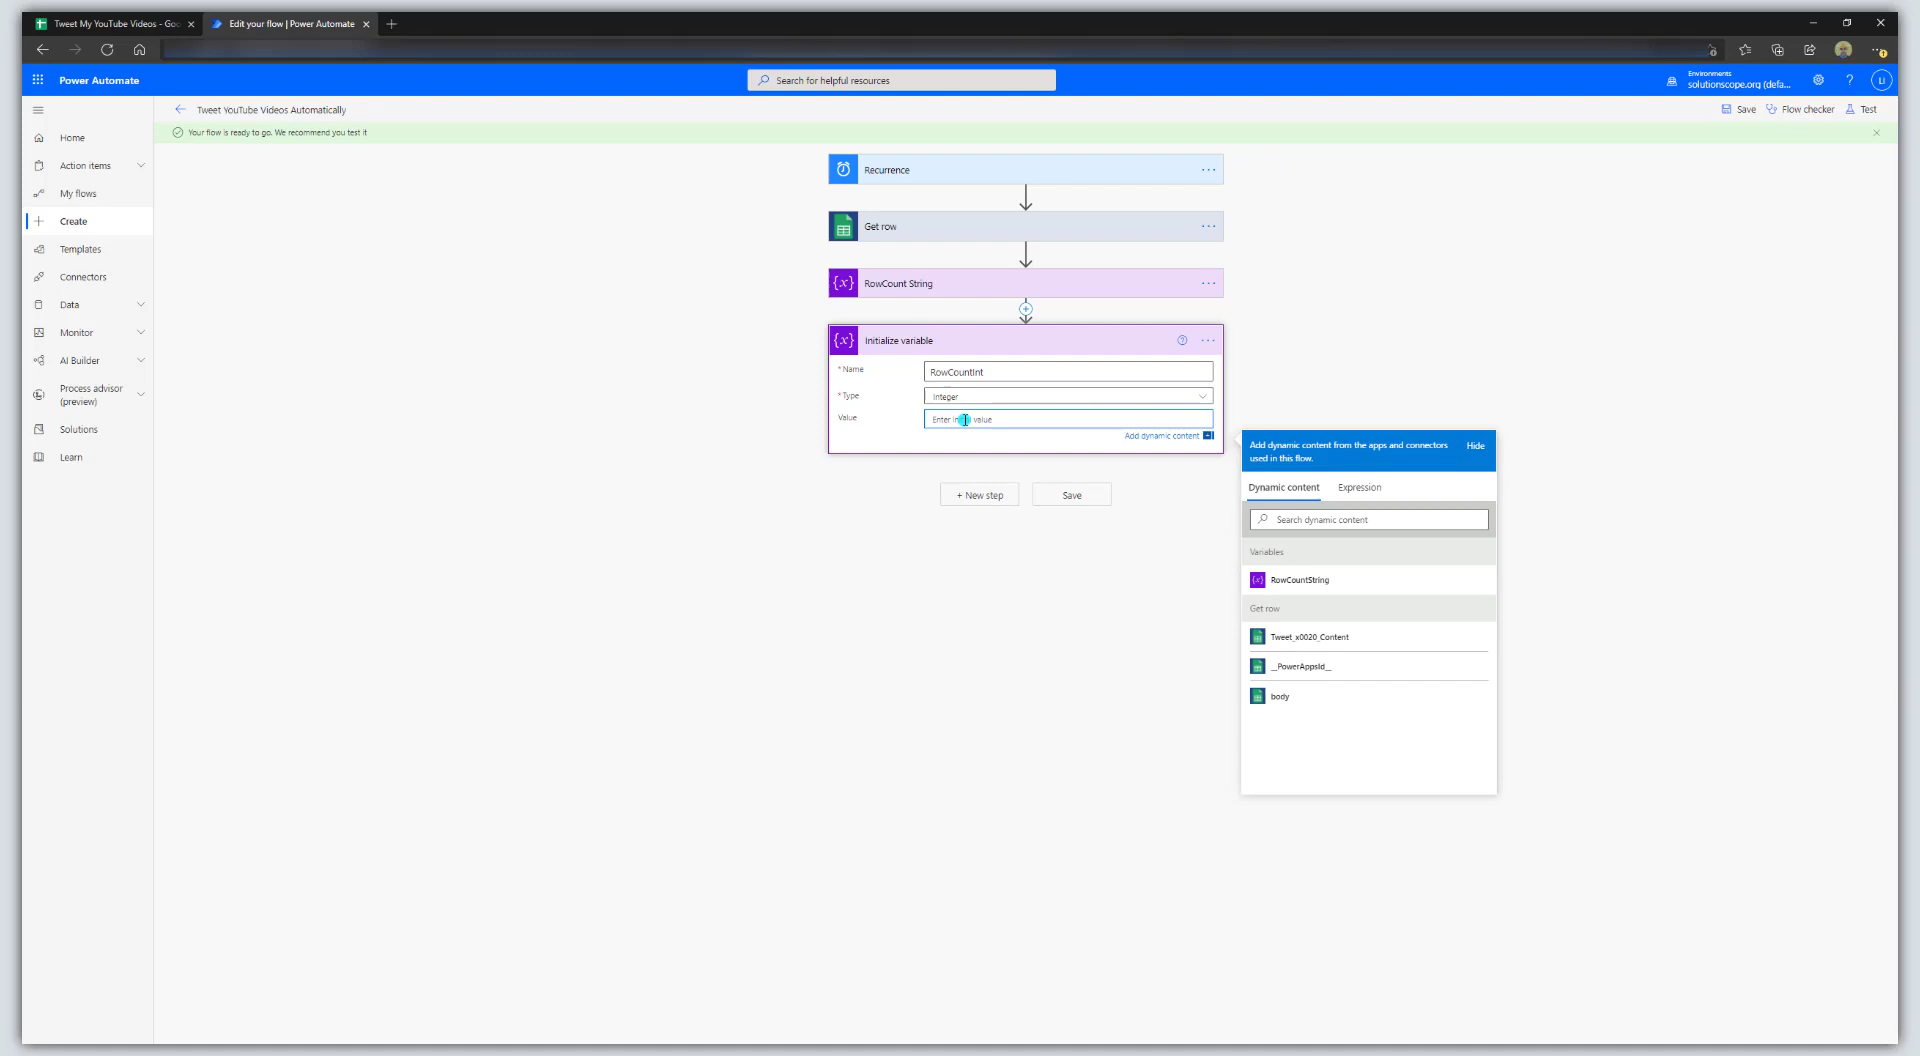 Tweet My YouTube Videos - Goo
Edit your flow | Power Automate
Power Automate
Search for helpful resources
Environments
solutionscope.org (defa...
LI
Tweet YouTube Videos Automatically
Save
Flow checker
Test
Your flow is ready to go. We recommend you test it
Home
Action items
My flows
Create
Templates
Connectors
Data
Monitor
AI Builder
Process advisor
(preview)
Solutions
Learn
Recurrence
Get row
{x} RowCount String
{x} Initialize variable
* Name
RowCountInt
* Type
Integer
Value
Enter value
Add dynamic content
+ New step
Save
Add dynamic content from the apps and connectors
used in this flow.
Hide
Dynamic content
Expression
Search dynamic content
Variables
{x} RowCountString
Get row
Tweet_x0020_Content
__PowerAppsId__
body